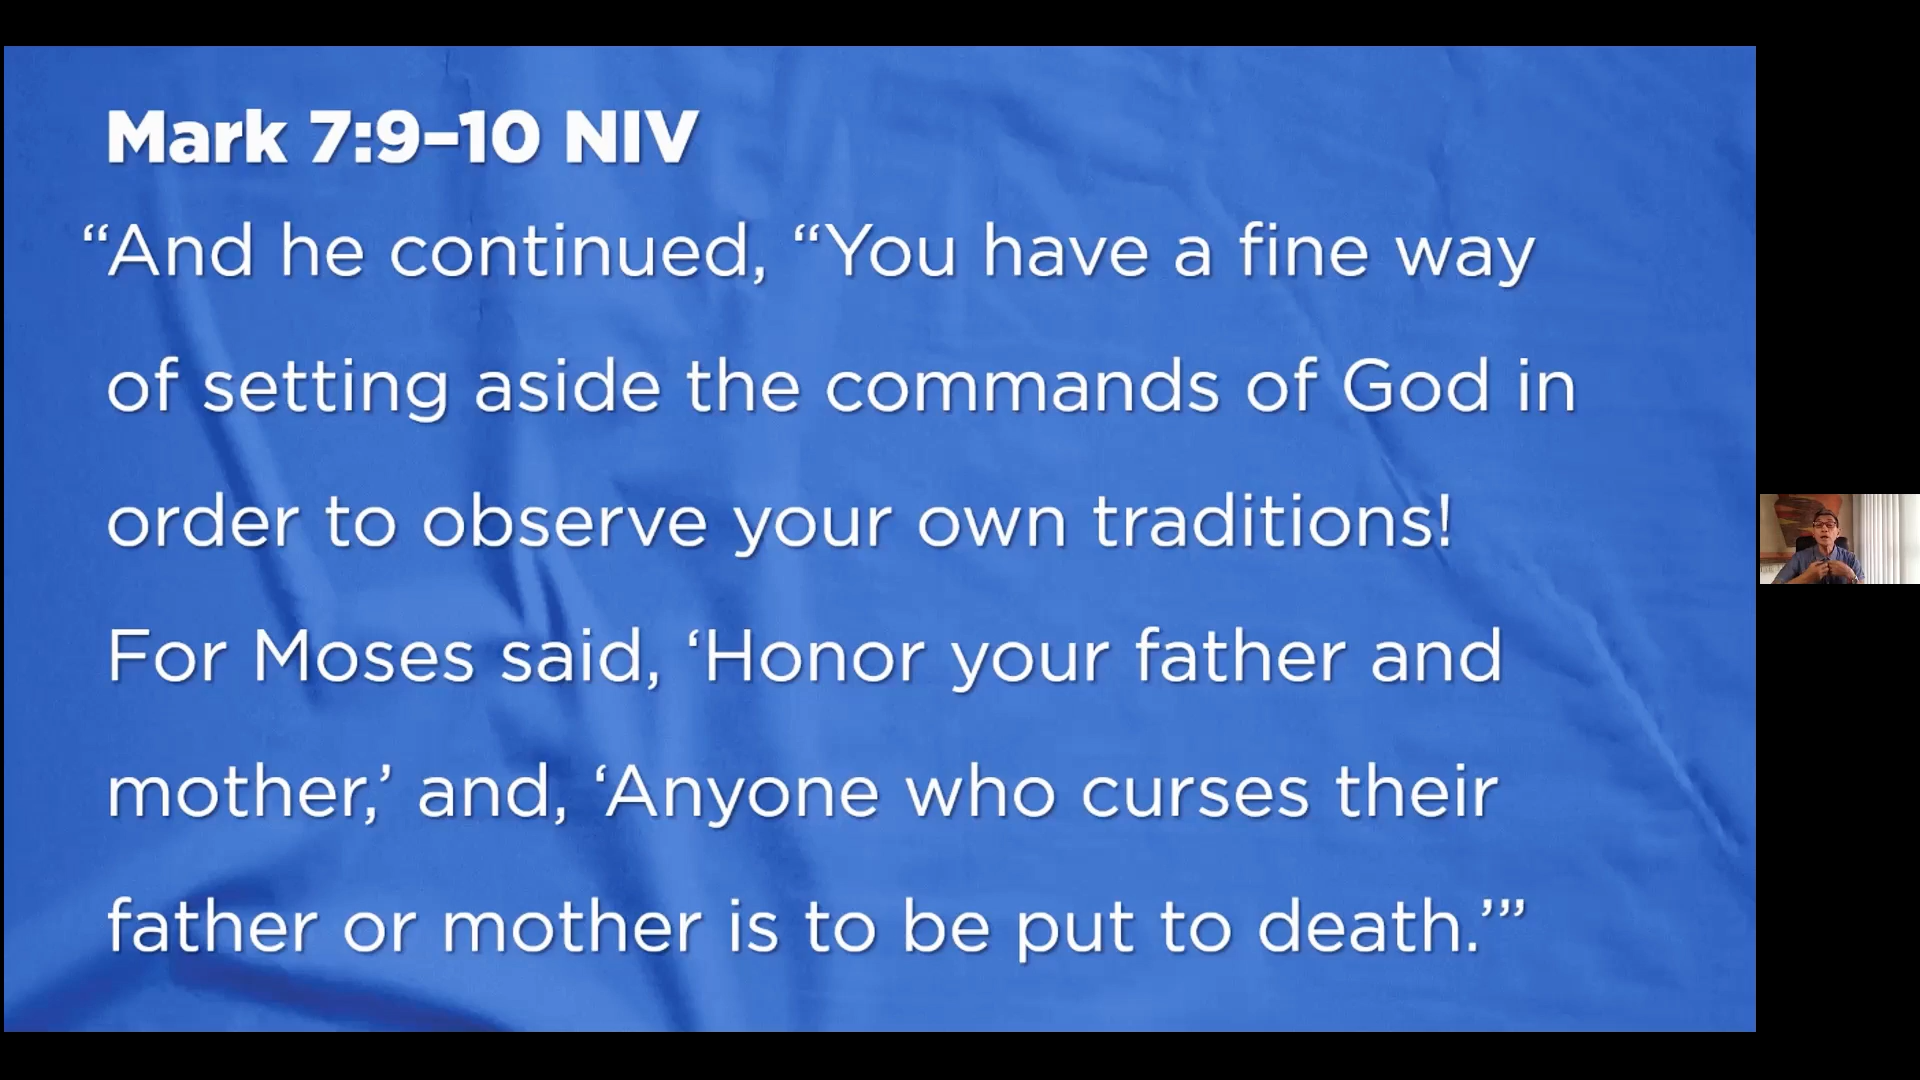 Mark 7:9–10 NIV
“And he continued, “You have a fine way
of setting aside the commands of God in
order to observe your own traditions!
For Moses said, ‘Honor your father and
mother,’ and, ‘Anyone who curses their
father or mother is to be put to death.’”